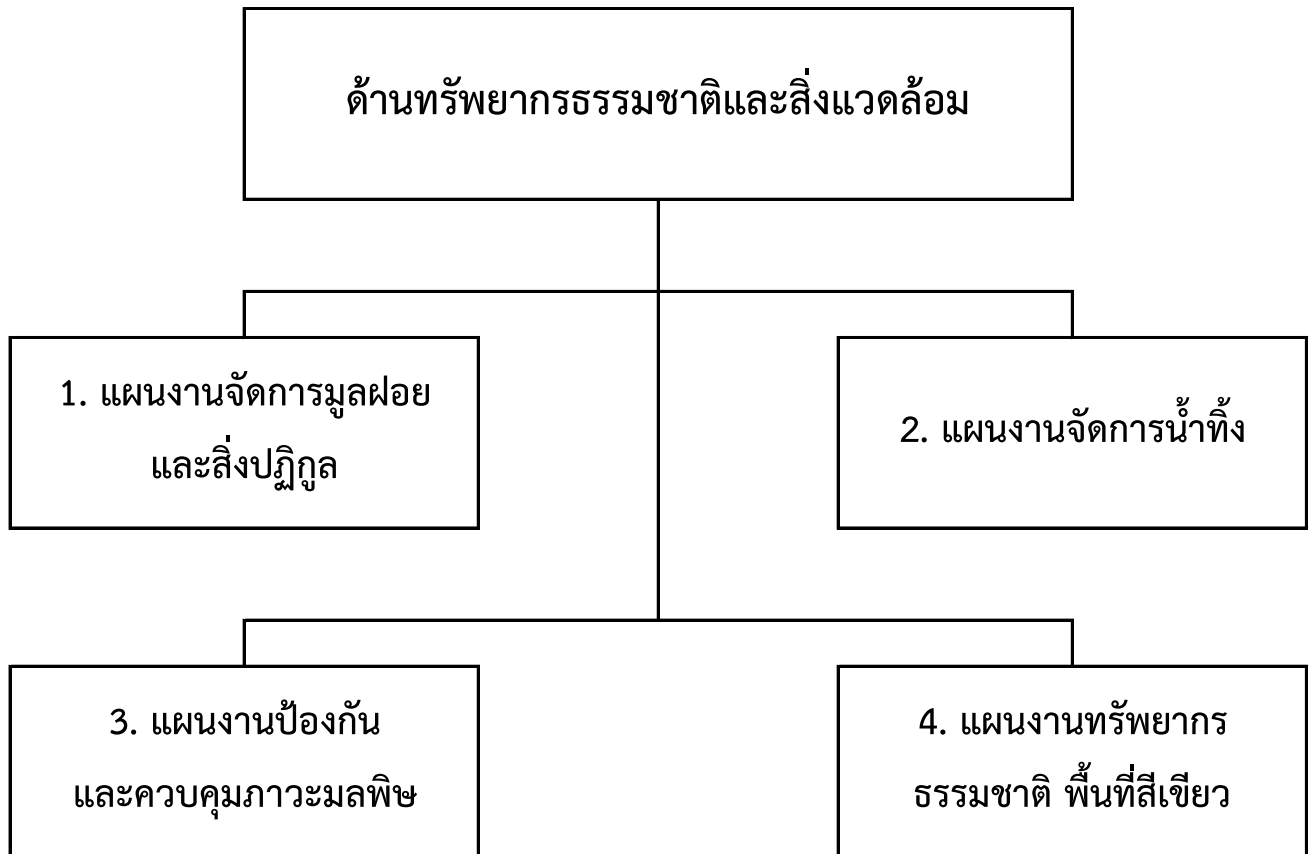 ด้านทรัพยากรธรรมชาติและสิ่งแวดล้อม
1. แผนงานจัดการมูลฝอย
และสิ่งปฏิกูล
2. แผนงานจัดการน้ำทิ้ง
3. แผนงานป้องกัน
และควบคุมภาวะมลพิษ
4. แผนงานทรัพยากร
ธรรมชาติ พื้นที่สีเขียว